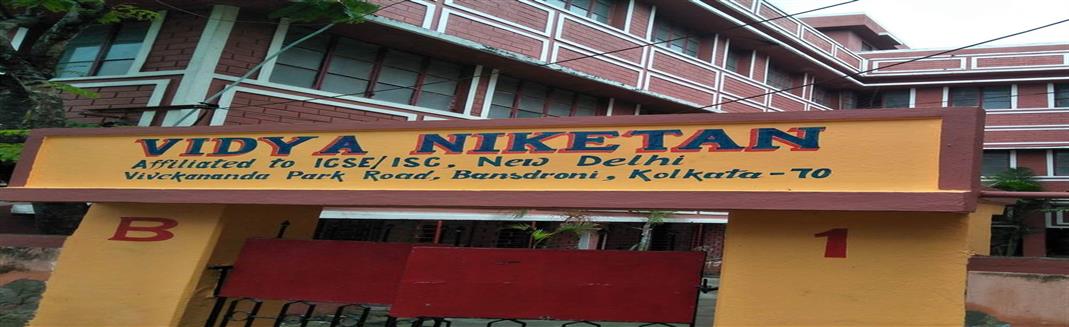 VIDYA NIKETAN
Affiliated to ICSE/ISC, New Delhi
Vivekananda Park Road, Bansdroni, Kolkata-70
B 1